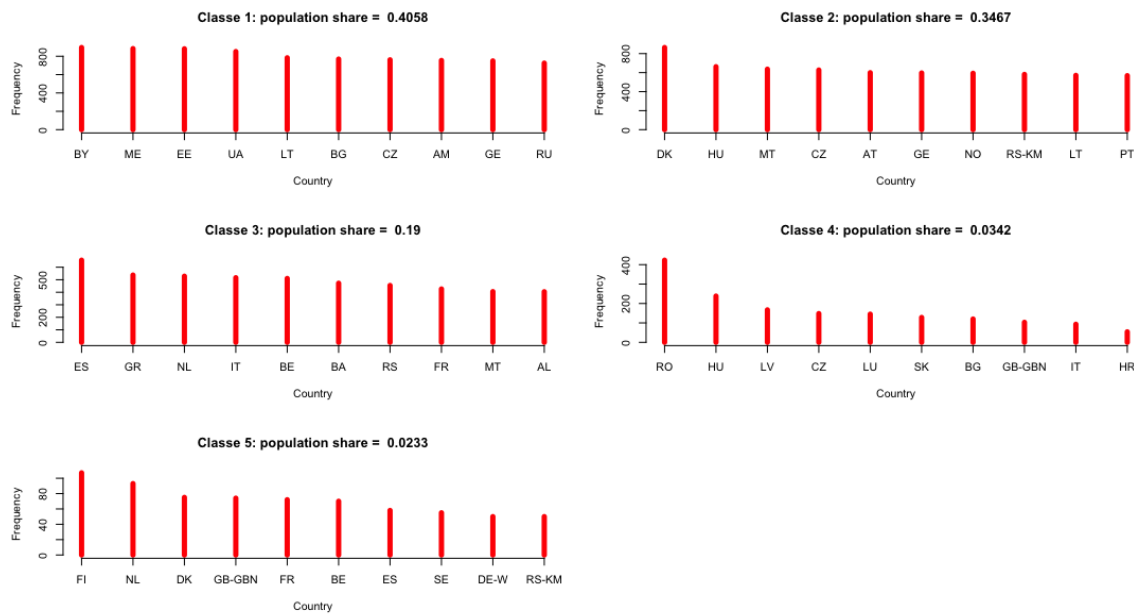 Classe 1: population share =  0.4058
Frequency
0 400 800
BY ME EE UA LT BG CZ AM GE RU
Country
Classe 2: population share =  0.3467
Frequency
0 400 800
DK HU MT CZ AT GE NO RS-KM LT PT
Country
Classe 3: population share =  0.19
Frequency
0 200 500
ES GR NL IT BE BA RS FR MT AL
Country
Classe 4: population share =  0.0342
Frequency
0 200 400
RO HU LV CZ LU SK BG GB-GBN IT HR
Country
Classe 5: population share =  0.0233
Frequency
0 40 80
FI NL DK GB-GBN FR BE ES SE DE-W RS-KM
Country